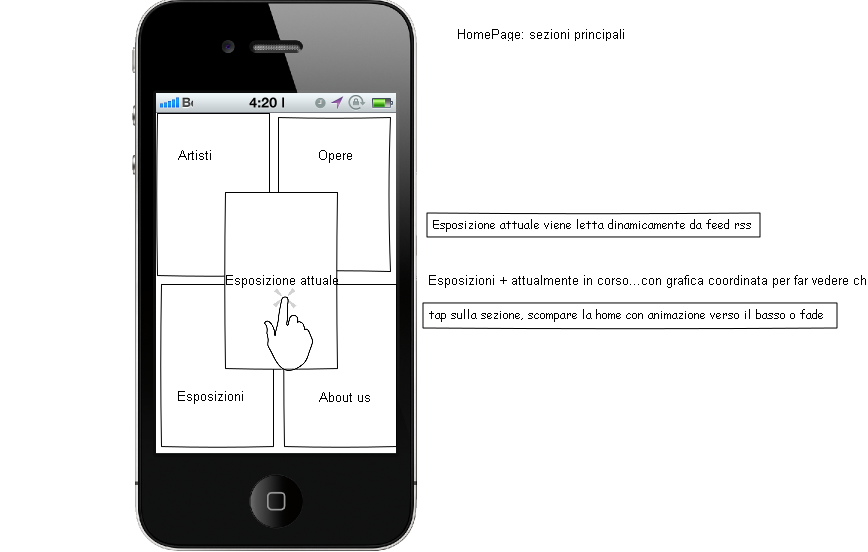 HomePage: sezioni principali
4:20
Artisti
Opere
Esposizione attuale
Esposizioni
About us
Esposizione attuale viene letta dinamicamente da feed rss
Esposizioni + attualmente in corso...con grafica coordinata per far vedere ch
tap sulla sezione, scompare la home con animazione verso il basso o fade